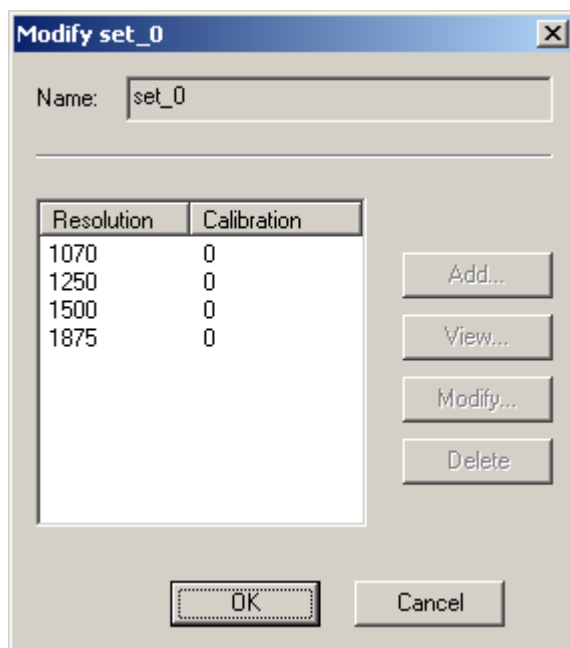 Modify set_0
Name: set_0
Resolution Calibration
1070 0
1250 0
1500 0
1875 0
Add...
View...
Modify...
Delete
OK Cancel